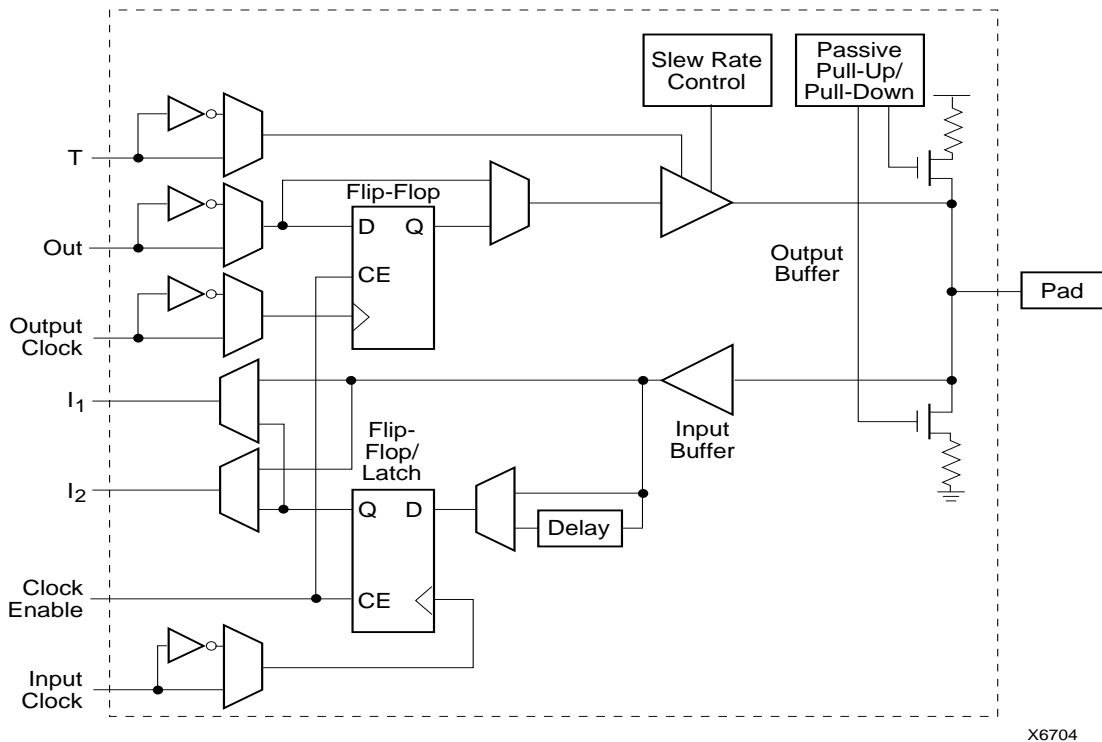 Slew Rate
Control
Passive
Pull-Up/
Pull-Down
T
Flip-Flop
D Q
CE
Out
Output
Buffer
Pad
Output
Clock
I1
Input
Buffer
Flip-
Flop/
Latch
I2
Q D
Delay
CE
Clock
Enable
Input
Clock
X6704